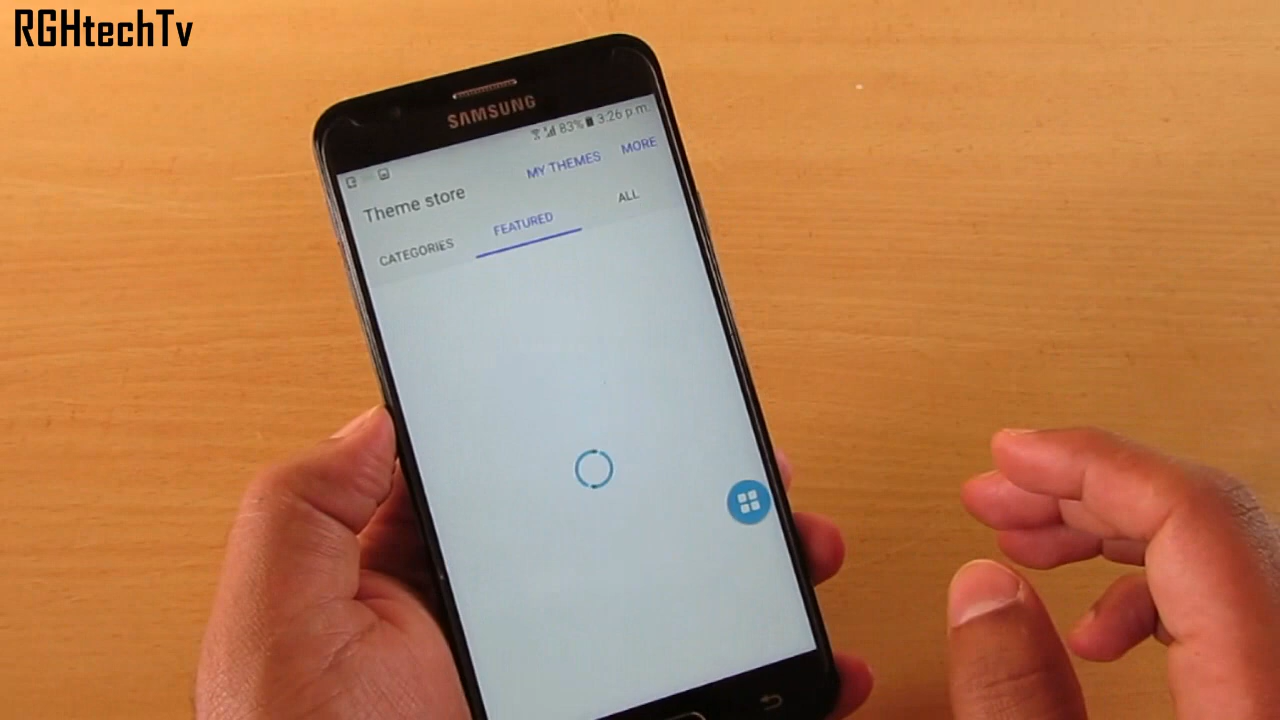 RGHtechTv
SAMSUNG
83% 3:26 p.m.
Theme store MY THEMES MORE
CATEGORIES FEATURED ALL